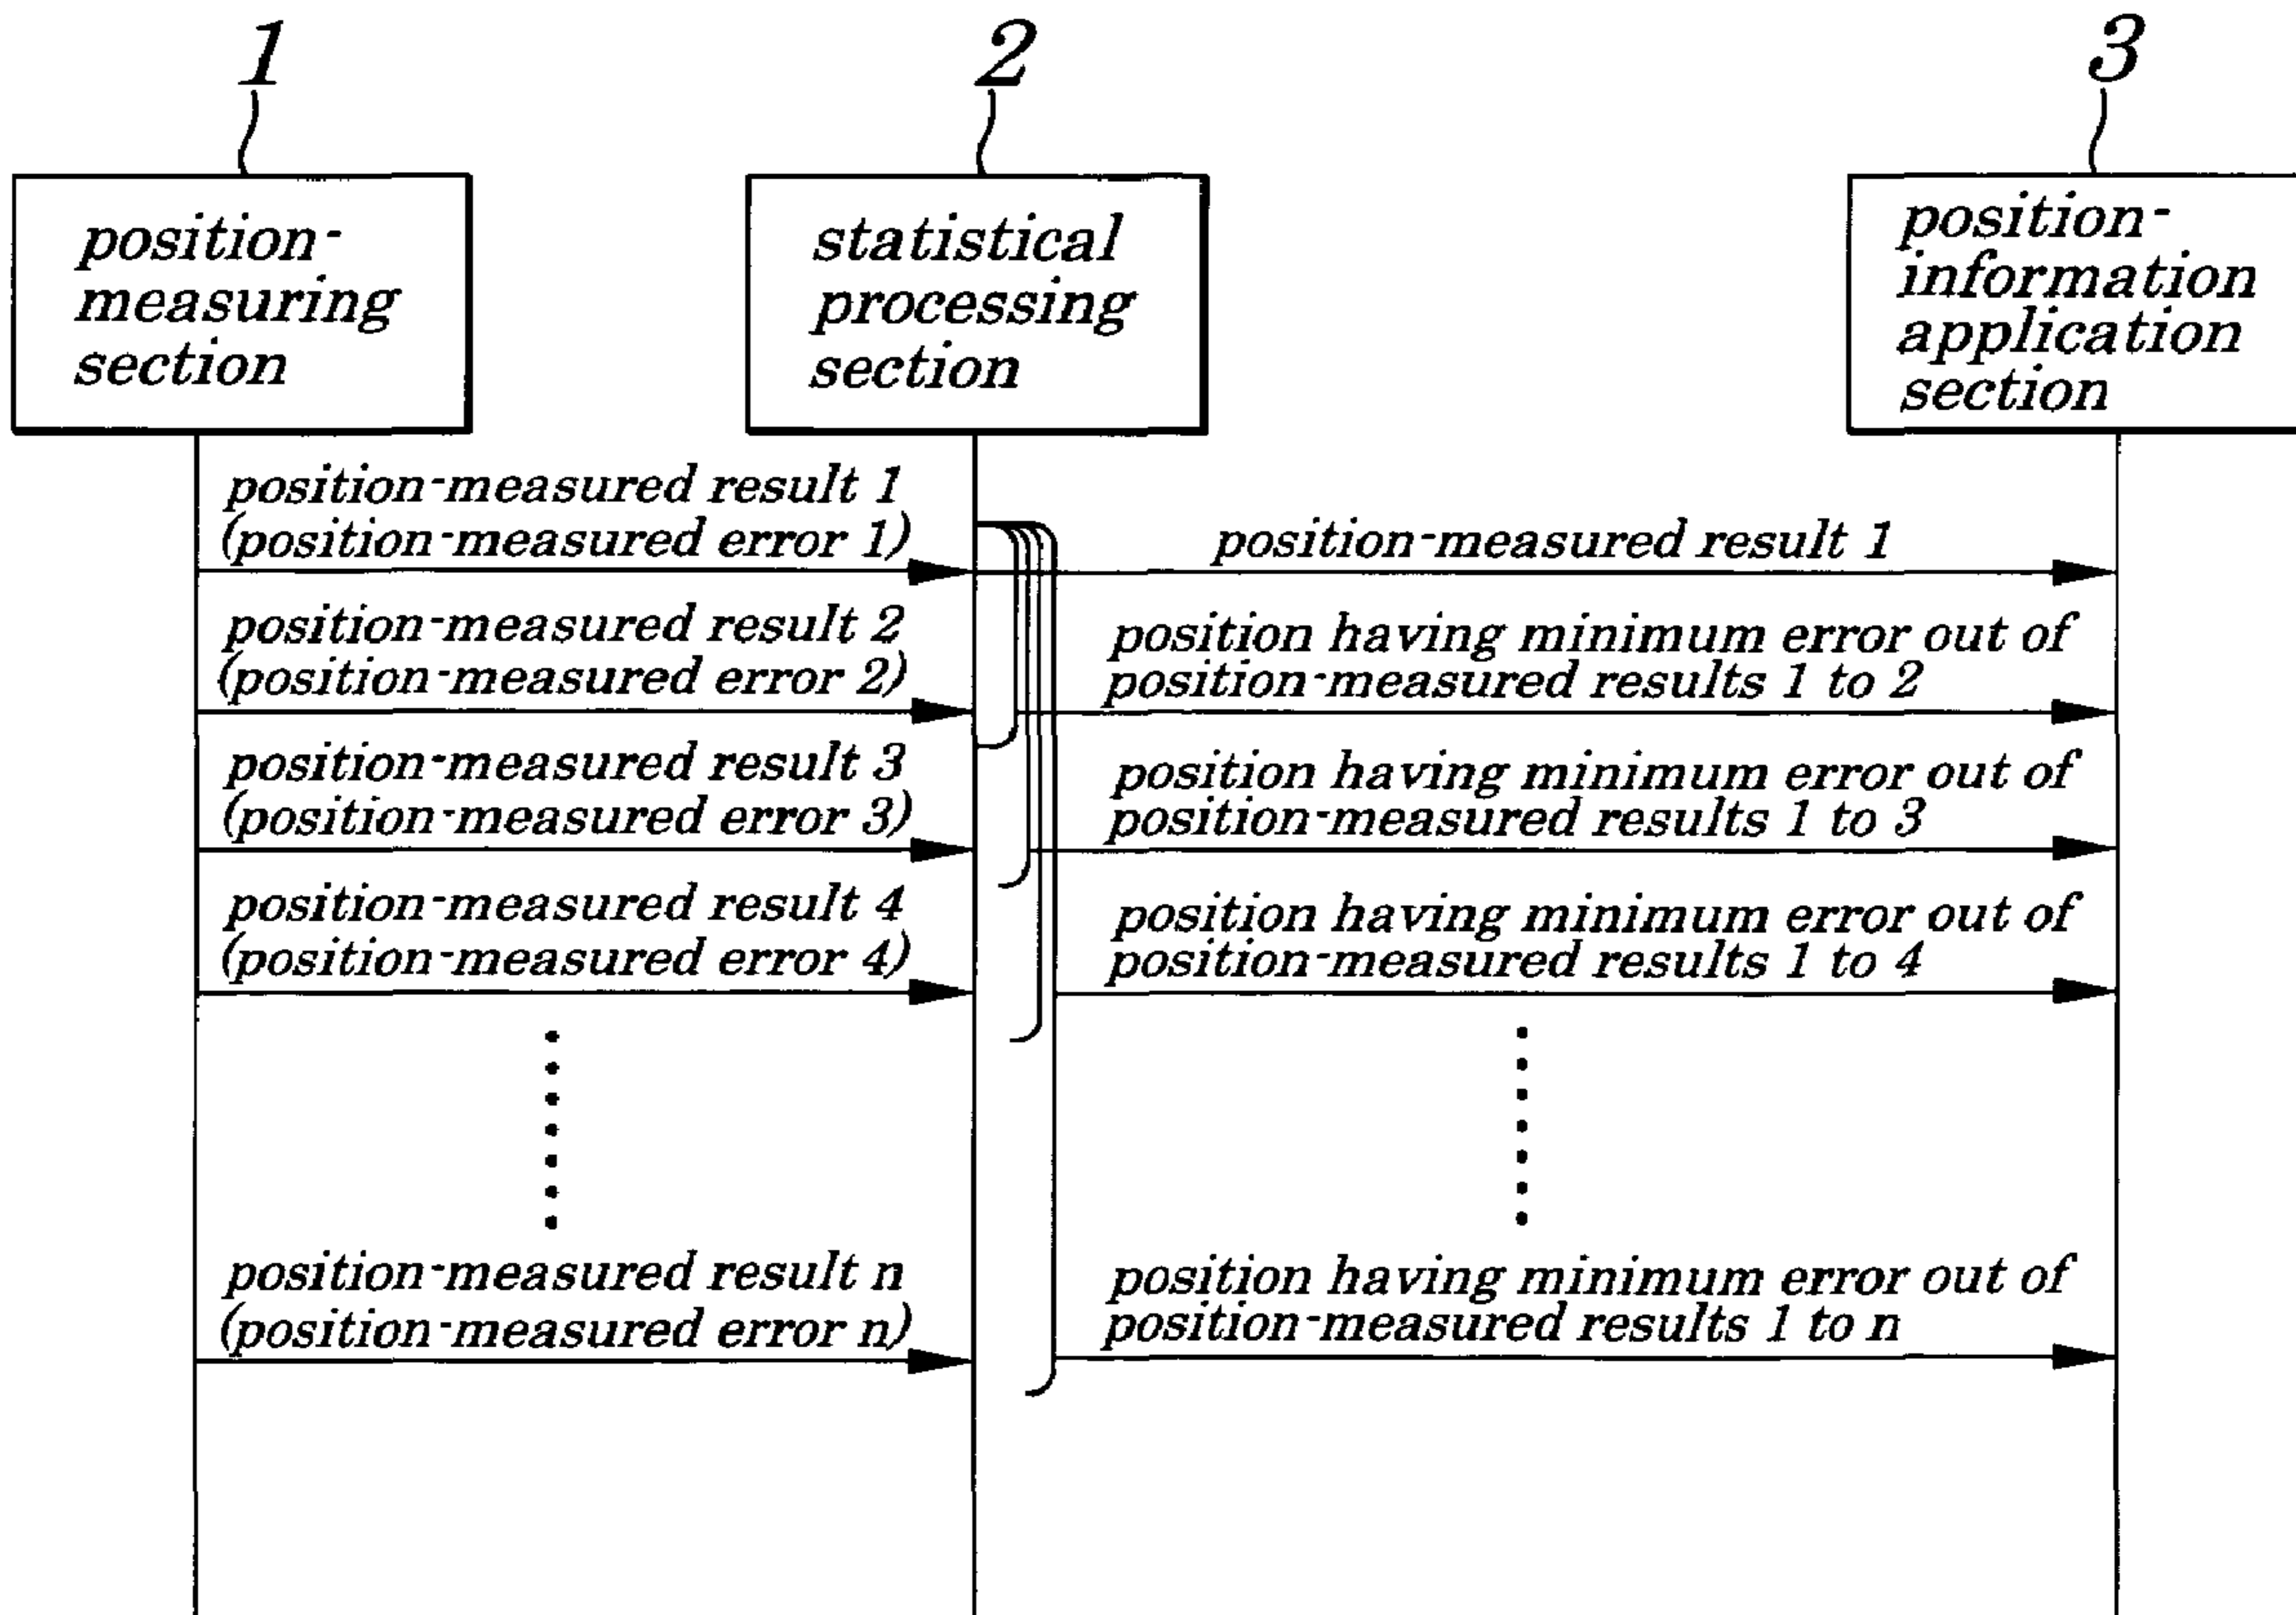 1
2
3
position-
measuring
section
statistical
processing
section
position-
information
application
section
position-measured result 1
(position-measured error 1)
position-measured result 1
position-measured result 2
(position-measured error 2)
position having minimum error out of
position-measured results 1 to 2
position-measured result 3
(position-measured error 3)
position having minimum error out of
position-measured results 1 to 3
position-measured result 4
(position-measured error 4)
position having minimum error out of
position-measured results 1 to 4
position-measured result n
(position-measured error n)
position having minimum error out of
position-measured results 1 to n